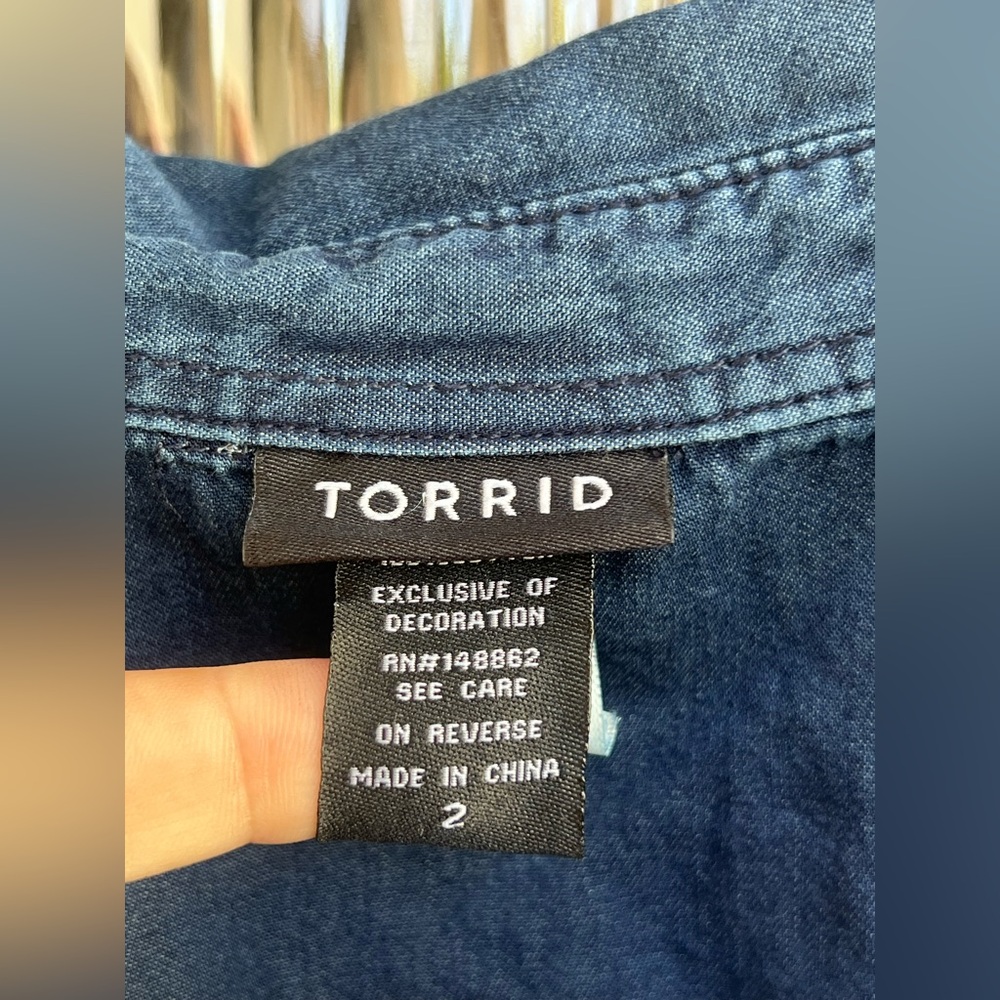 TORRID
EXCLUSIVE OF
DECORATION
RN#148862
SEE CARE
ON REVERSE
MADE IN CHINA
2